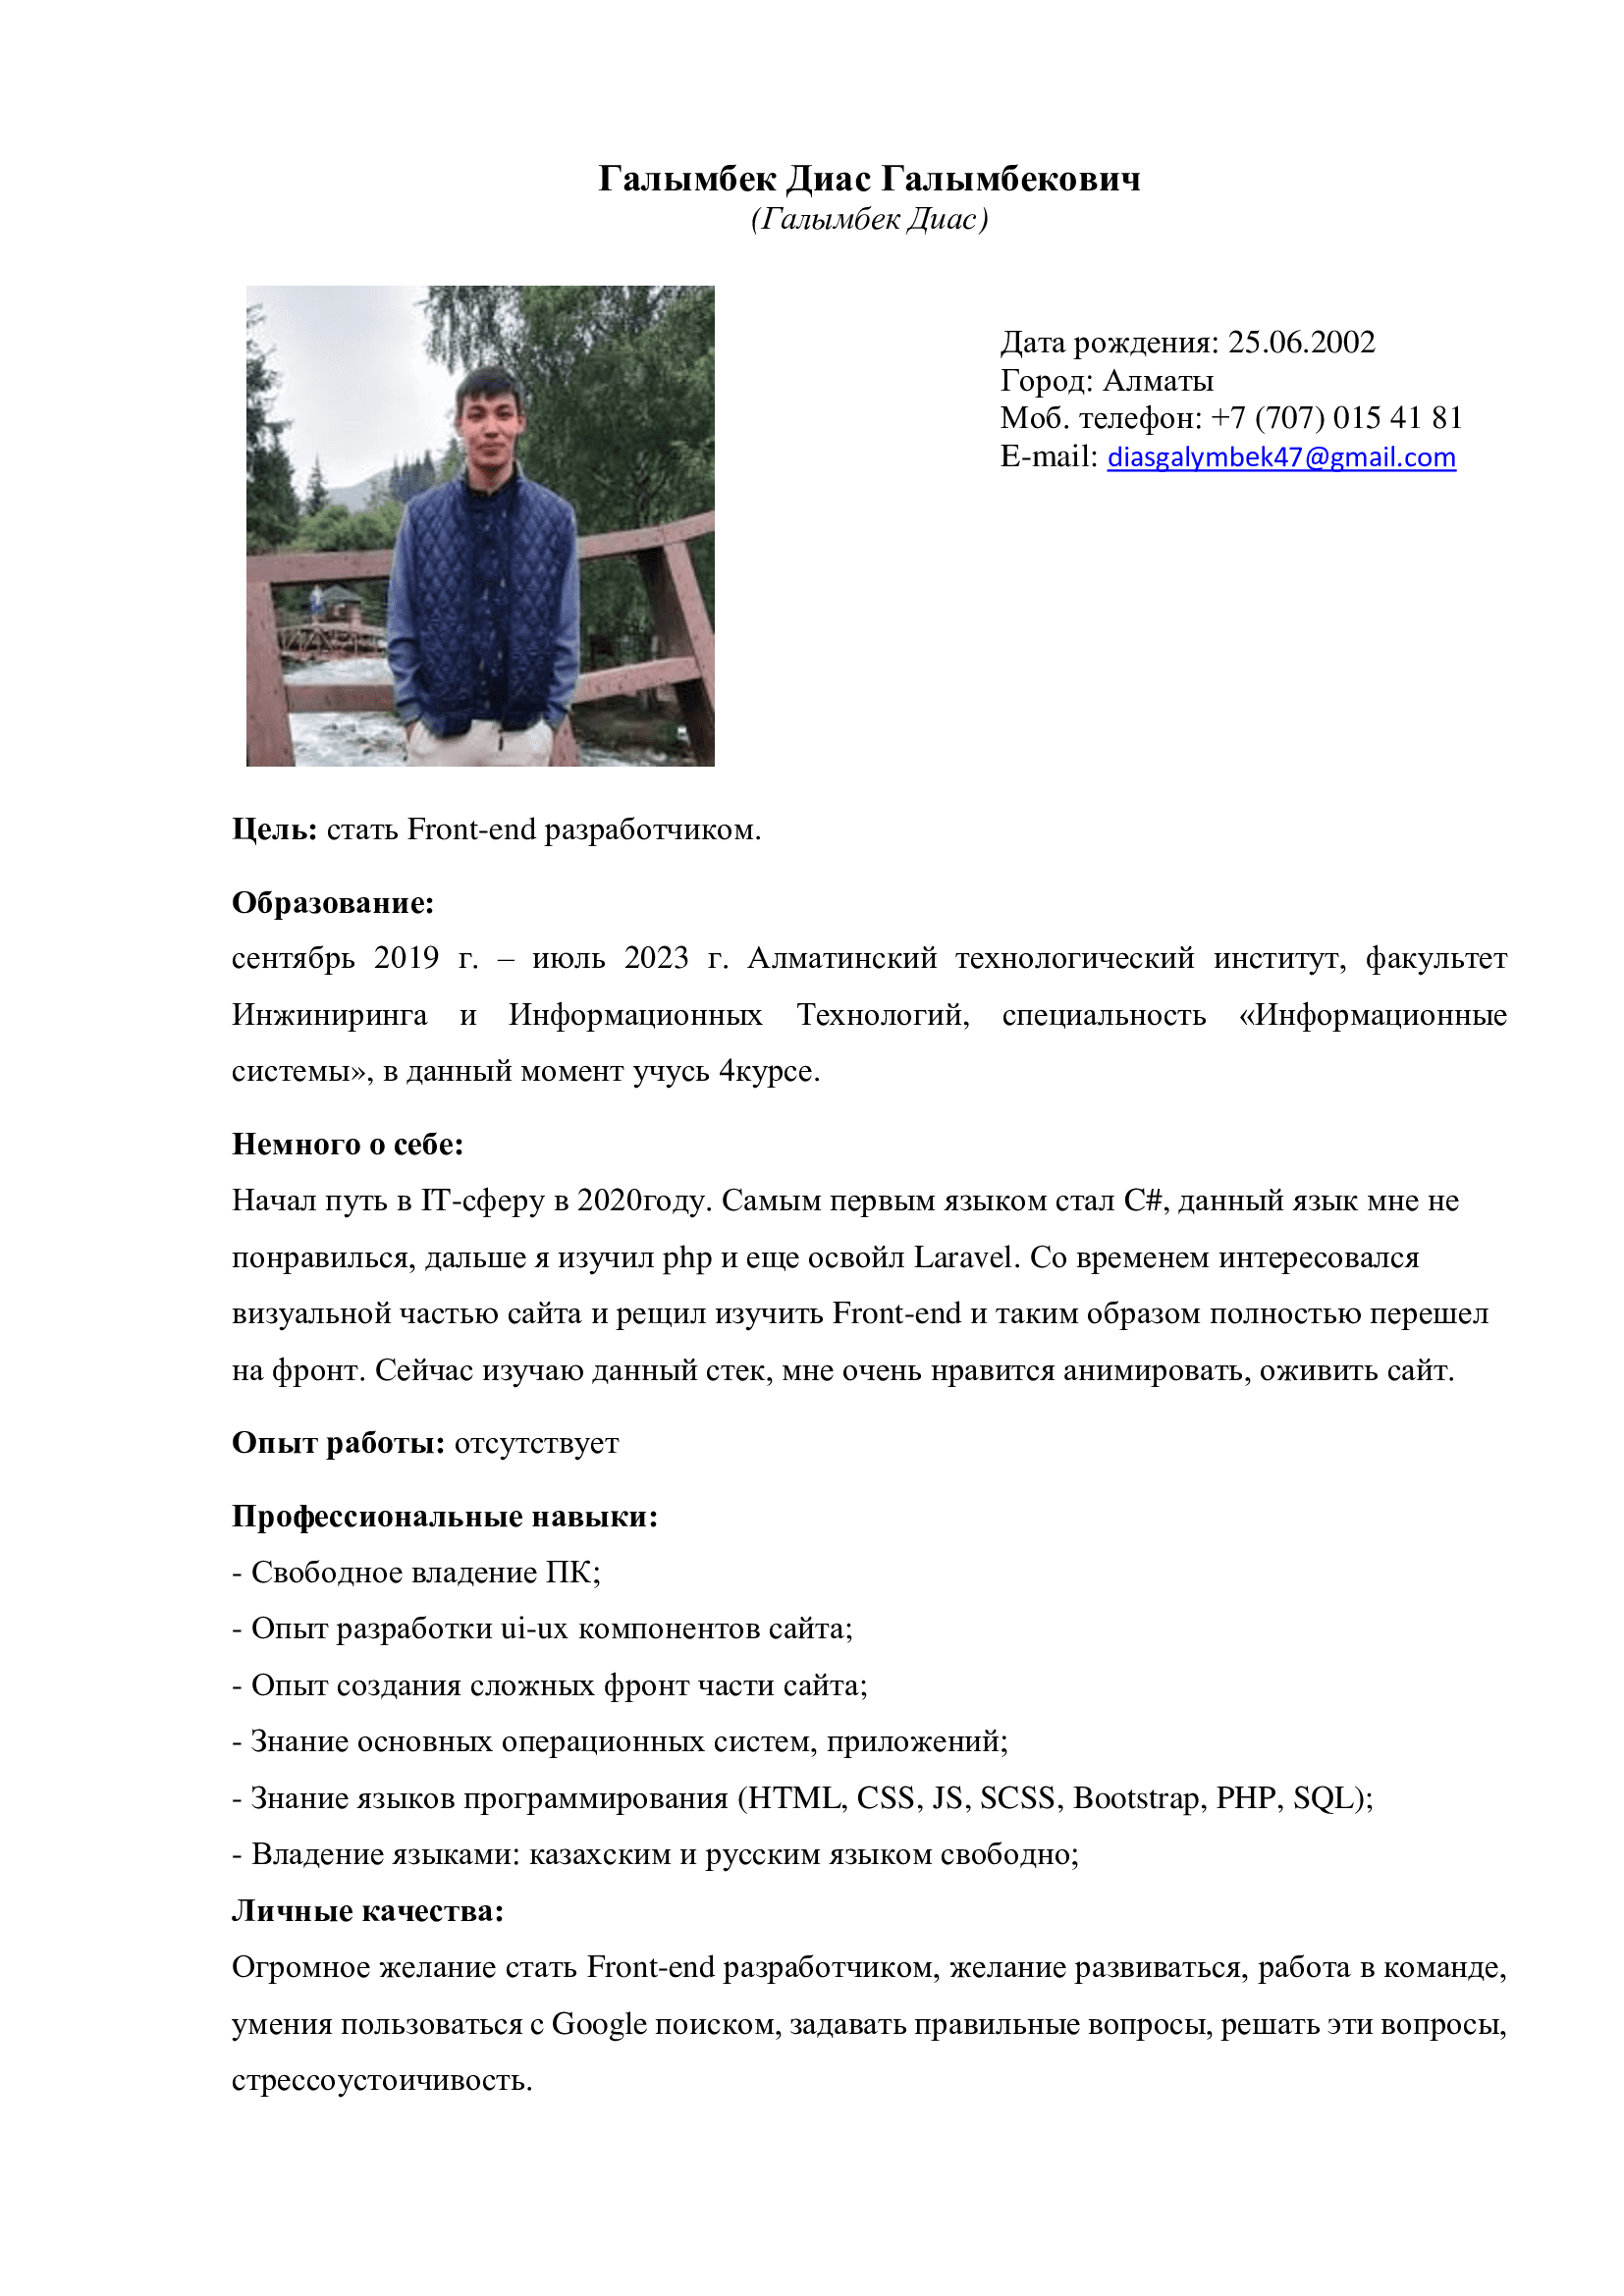 Галымбек Диас Галымбекович
(Галымбек Диас)
Дата рождения: 25.06.2002
Город: Алматы
Моб. телефон: +7 (707) 015 41 81
E-mail: diasgalymbek47@gmail.com
Цель: стать Front-end разработчиком.
Образование:
сентябрь 2019 г. – июль 2023 г. Алматинский технологический институт, факультет
Инжиниринга и Информационных Технологий, специальность «Информационные
системы», в данный момент учусь 4курсе.
Немного о себе:
Начал путь в IT-сферу в 2020году. Самым первым языком стал C#, данный язык мне не
понравилься, дальше я изучил php и еще освойл Laravel. Со временем интересовался
визуальной частью сайта и рещил изучить Front-end и таким образом полностью перешел
на фронт. Сейчас изучаю данный стек, мне очень нравится анимировать, оживить сайт.
Опыт работы: отсутствует
Профессиональные навыки:
- Свободное владение ПК;
- Опыт разработки ui-ux компонентов сайта;
- Опыт создания сложных фронт части сайта;
- Знание основных операционных систем, приложений;
- Знание языков программирования (HTML, CSS, JS, SCSS, Bootstrap, PHP, SQL);
- Владение языками: казахским и русским языком свободно;
Личные качества:
Огромное желание стать Front-end разработчиком, желание развиваться, работа в команде,
умения пользоваться с Google поиском, задавать правильные вопросы, решать эти вопросы,
стрессоустоичивость.